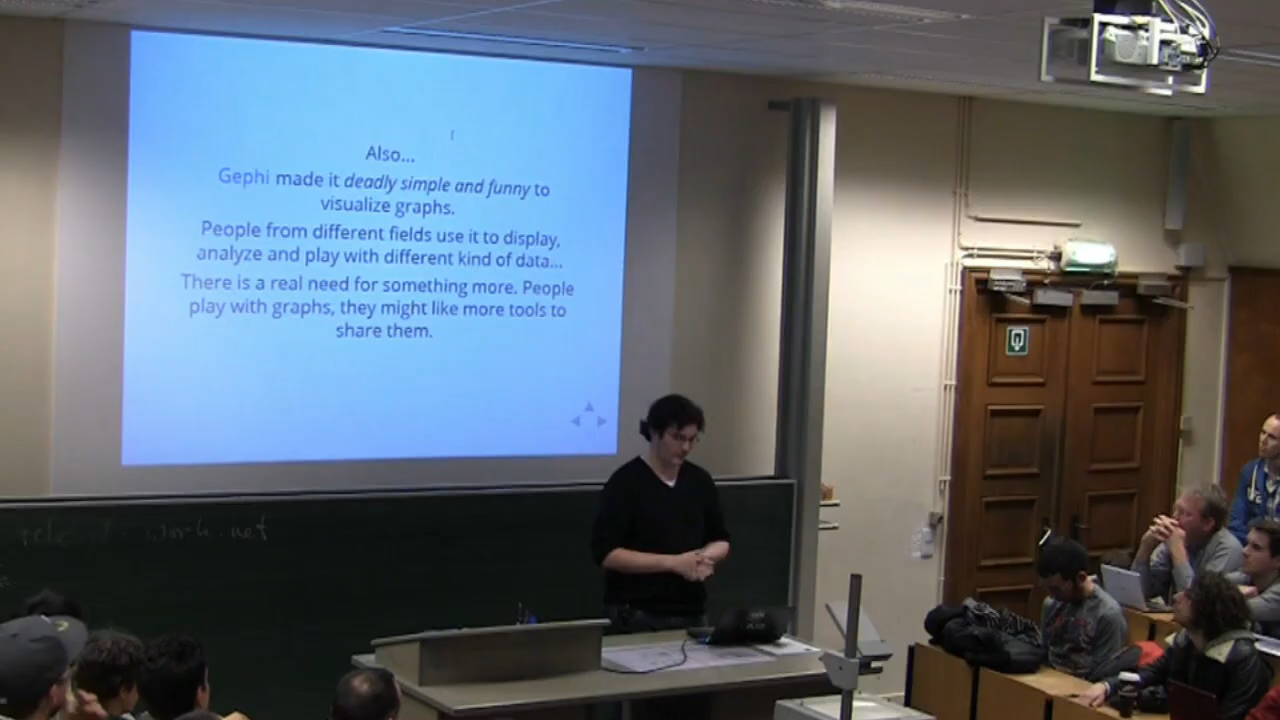 Also...
Gephi made it deadly simple and funny to
visualize graphs.
People from different fields use it to display,
analyze and play with different kind of data...
There is a real need for something more. People
play with graphs, they might like more tools to
share them.
work.net